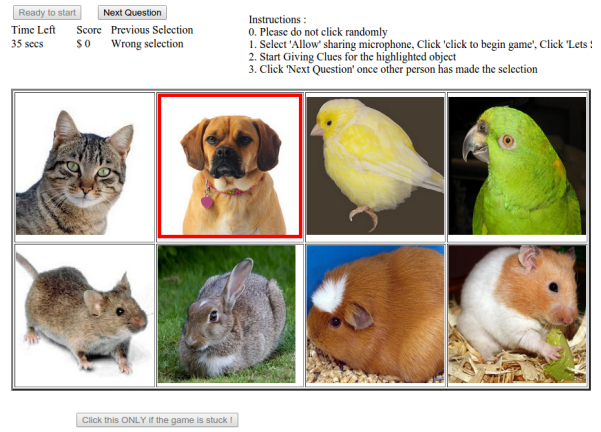 Ready to start Next Question
Time Left Score Previous Selection
35 secs $ 0 Wrong selection
Instructions :
0. Please do not click randomly
1. Select 'Allow' sharing microphone, Click 'click to begin game', Click 'Lets
2. Start Giving Clues for the highlighted object
3. Click 'Next Question' once other person has made the selection
Click this ONLY if the game is stuck !